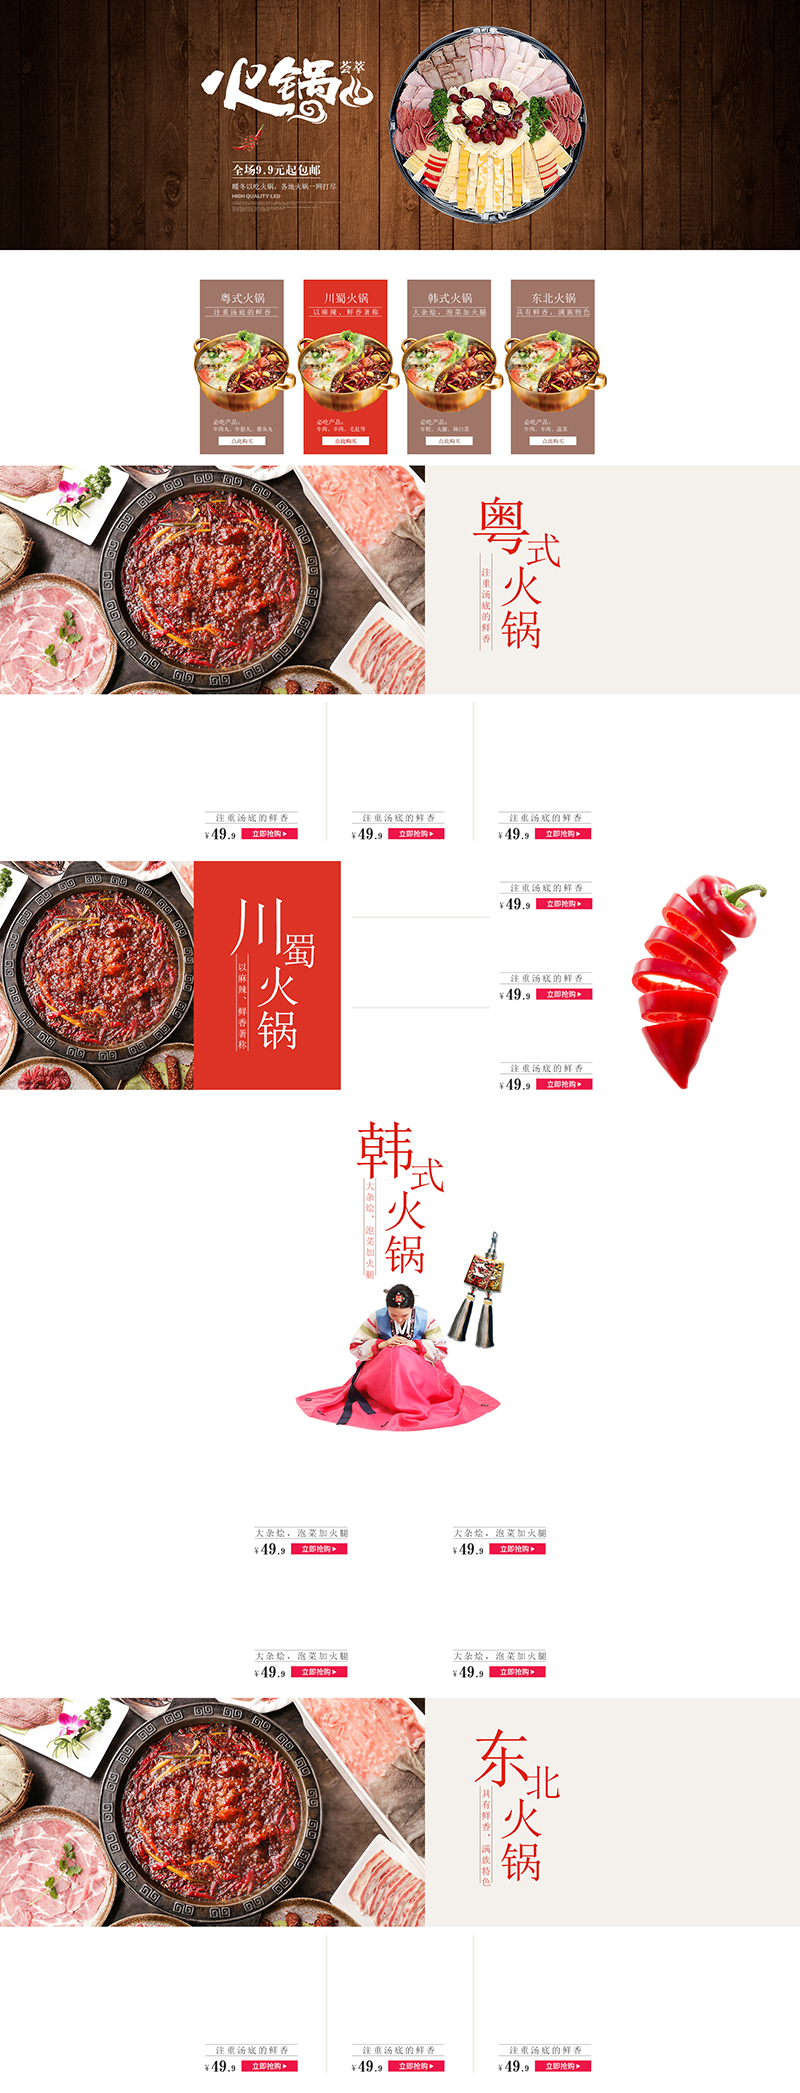 火锅
荟萃
全场9.9元起包邮
暖冬以吃火锅，各地火锅一网打尽
HIGH QUALITY LED
粤式火锅
注重汤底的鲜香
必吃产品：
牛肉丸、牛筋丸、墨鱼丸
点此购买
川蜀火锅
以麻辣、鲜香著称
必吃产品：
牛肉、羊肉、毛肚等
点此购买
韩式火锅
大杂烩，泡菜加火腿
必吃产品：
年糕、火腿、辣白菜
点此购买
东北火锅
具有鲜香，满族特色
必吃产品：
牛肉、羊肉、蔬菜
点此购买
粤式火锅
注重汤底的鲜香
注重汤底的鲜香
¥49.9 立即抢购
注重汤底的鲜香
¥49.9 立即抢购
注重汤底的鲜香
¥49.9 立即抢购
川蜀火锅
以麻辣、鲜香著称
注重汤底的鲜香
¥49.9 立即抢购
注重汤底的鲜香
¥49.9 立即抢购
注重汤底的鲜香
¥49.9 立即抢购
韩式火锅
大杂烩，泡菜加火腿
大杂烩，泡菜加火腿
¥49.9 立即抢购
大杂烩，泡菜加火腿
¥49.9 立即抢购
大杂烩，泡菜加火腿
¥49.9 立即抢购
大杂烩，泡菜加火腿
¥49.9 立即抢购
东北火锅
具有鲜香，满族特色
注重汤底的鲜香
¥49.9 立即抢购
注重汤底的鲜香
¥49.9 立即抢购
注重汤底的鲜香
¥49.9 立即抢购